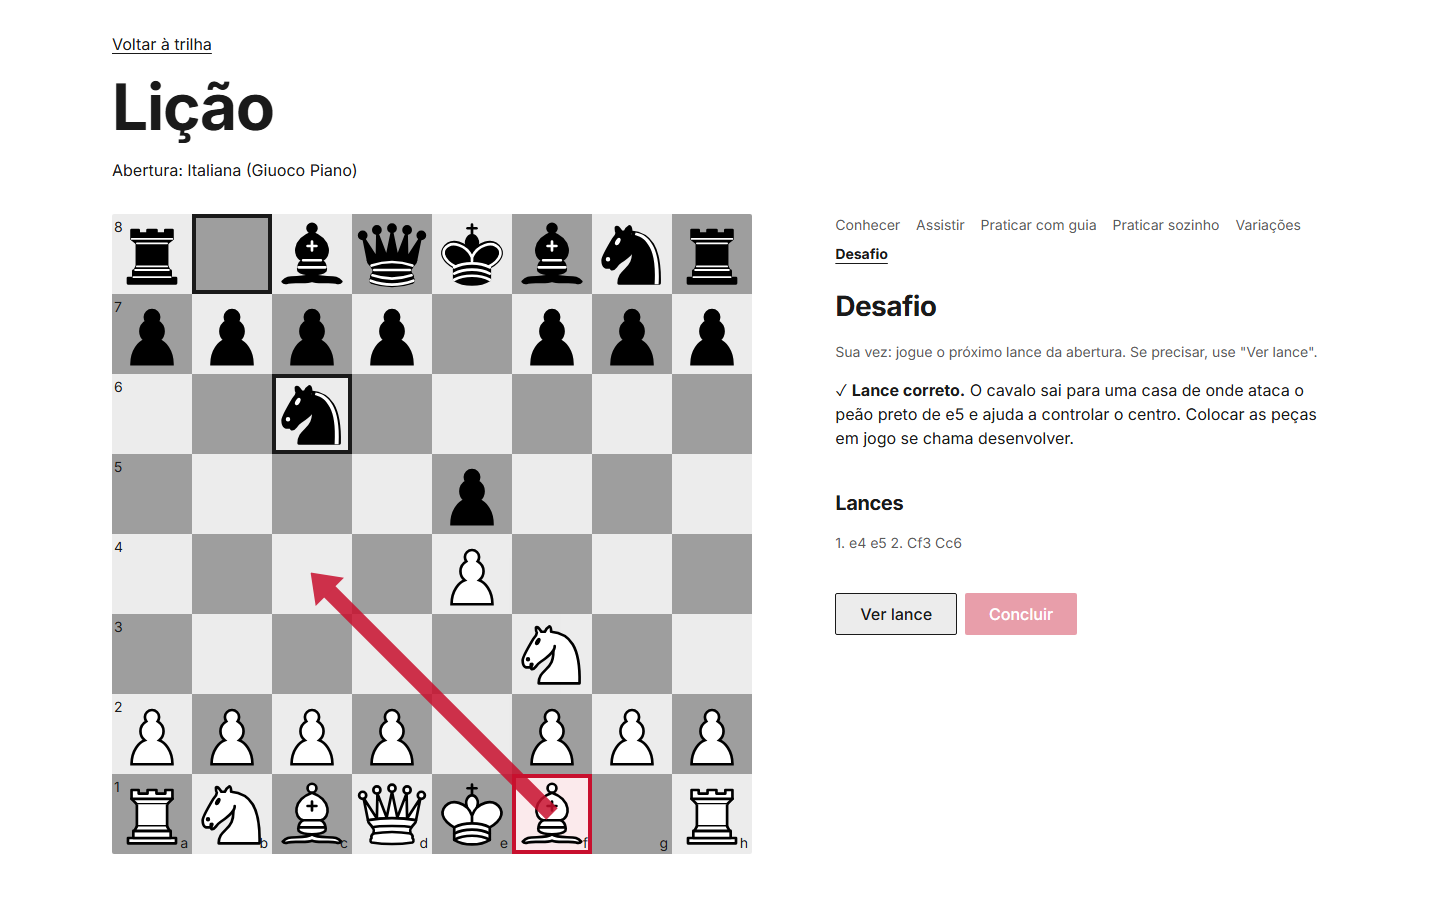 Voltar à trilha
Lição
Abertura: Italiana (Giuoco Piano)
8
7
6
5
4
3
2
1
a b c d e f g h
Conhecer Assistir Praticar com guia Praticar sozinho Variações
Desafio
Desafio
Sua vez: jogue o próximo lance da abertura. Se precisar, use "Ver lance".
✓ Lance correto. O cavalo sai para uma casa de onde ataca o
peão preto de e5 e ajuda a controlar o centro. Colocar as peças
em jogo se chama desenvolver.
Lances
1. e4 e5 2. Cf3 Cc6
Ver lance Concluir